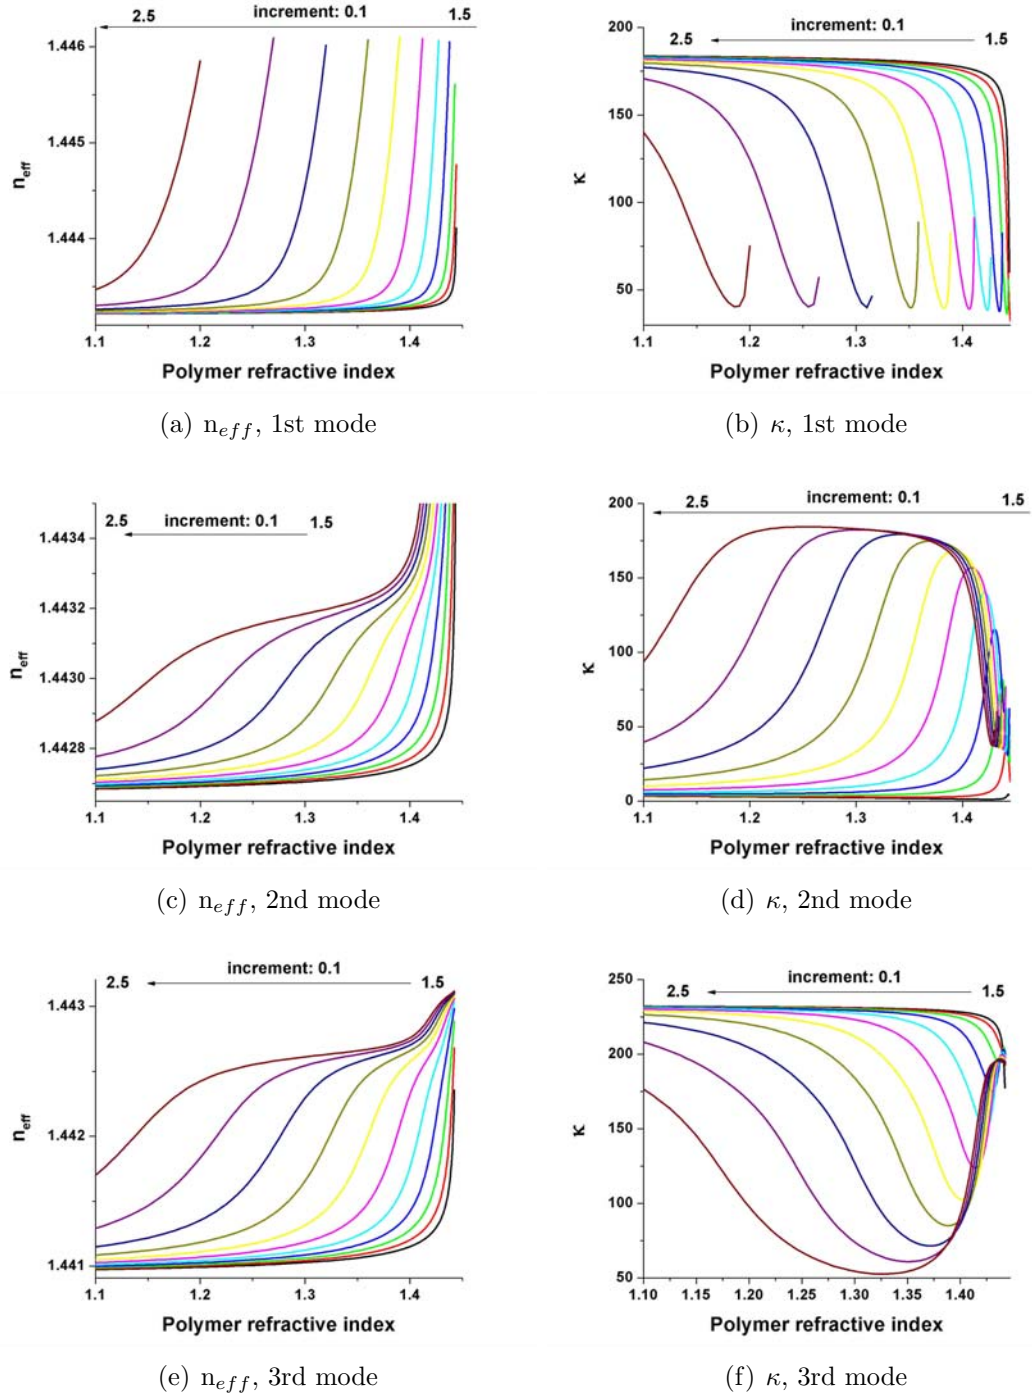 increment: 0.1
2.5 1.5
1.446
1.445
1.444
n_eff
1.1 1.2 1.3 1.4
Polymer refractive index
(a) n_eff, 1st mode
increment: 0.1
2.5 1.5
200
150
100
50
κ
1.1 1.2 1.3 1.4
Polymer refractive index
(b) κ, 1st mode
2.5 increment: 0.1 1.5
1.4434
1.4432
1.4430
1.4428
n_eff
1.1 1.2 1.3 1.4
Polymer refractive index
(c) n_eff, 2nd mode
2.5 increment: 0.1 1.5
200
150
100
50
0
κ
1.1 1.2 1.3 1.4
Polymer refractive index
(d) κ, 2nd mode
increment: 0.1
2.5 1.5
1.443
1.442
1.441
n_eff
1.1 1.2 1.3 1.4
Polymer refractive index
(e) n_eff, 3rd mode
increment: 0.1
2.5 1.5
250
200
150
100
50
κ
1.10 1.15 1.20 1.25 1.30 1.35 1.40
Polymer refractive index
(f) κ, 3rd mode